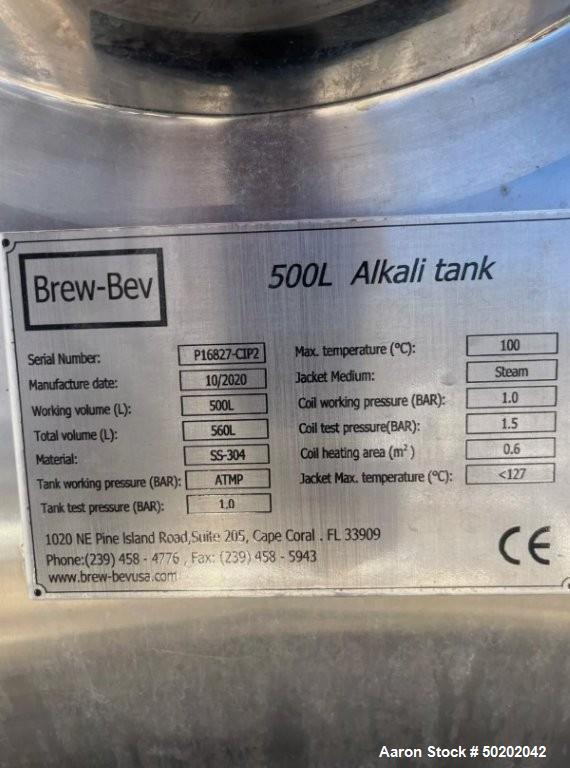 Brew-Bev
500L Alkali tank
Serial Number: P16827-CIP2
Manufacture date: 10/2020
Working volume (L): 500L
Total volume (L): 560L
Material: SS-304
Tank working pressure (BAR): ATMP
Tank test pressure (BAR): 1.0
Max. temperature (°C): 100
Jacket Medium: Steam
Coil working pressure (BAR): 1.0
Coil test pressure(BAR): 1.5
Coil heating area (m²) 0.6
Jacket Max. temperature (°C): <127
1020 NE Pine Island Road,Suite 205, Cape Coral . FL 33909
Phone:(239) 458 - 4776 , Fax: (239) 458 - 5943
www.brew-bevusa.com
CE
Aaron Stock # 50202042